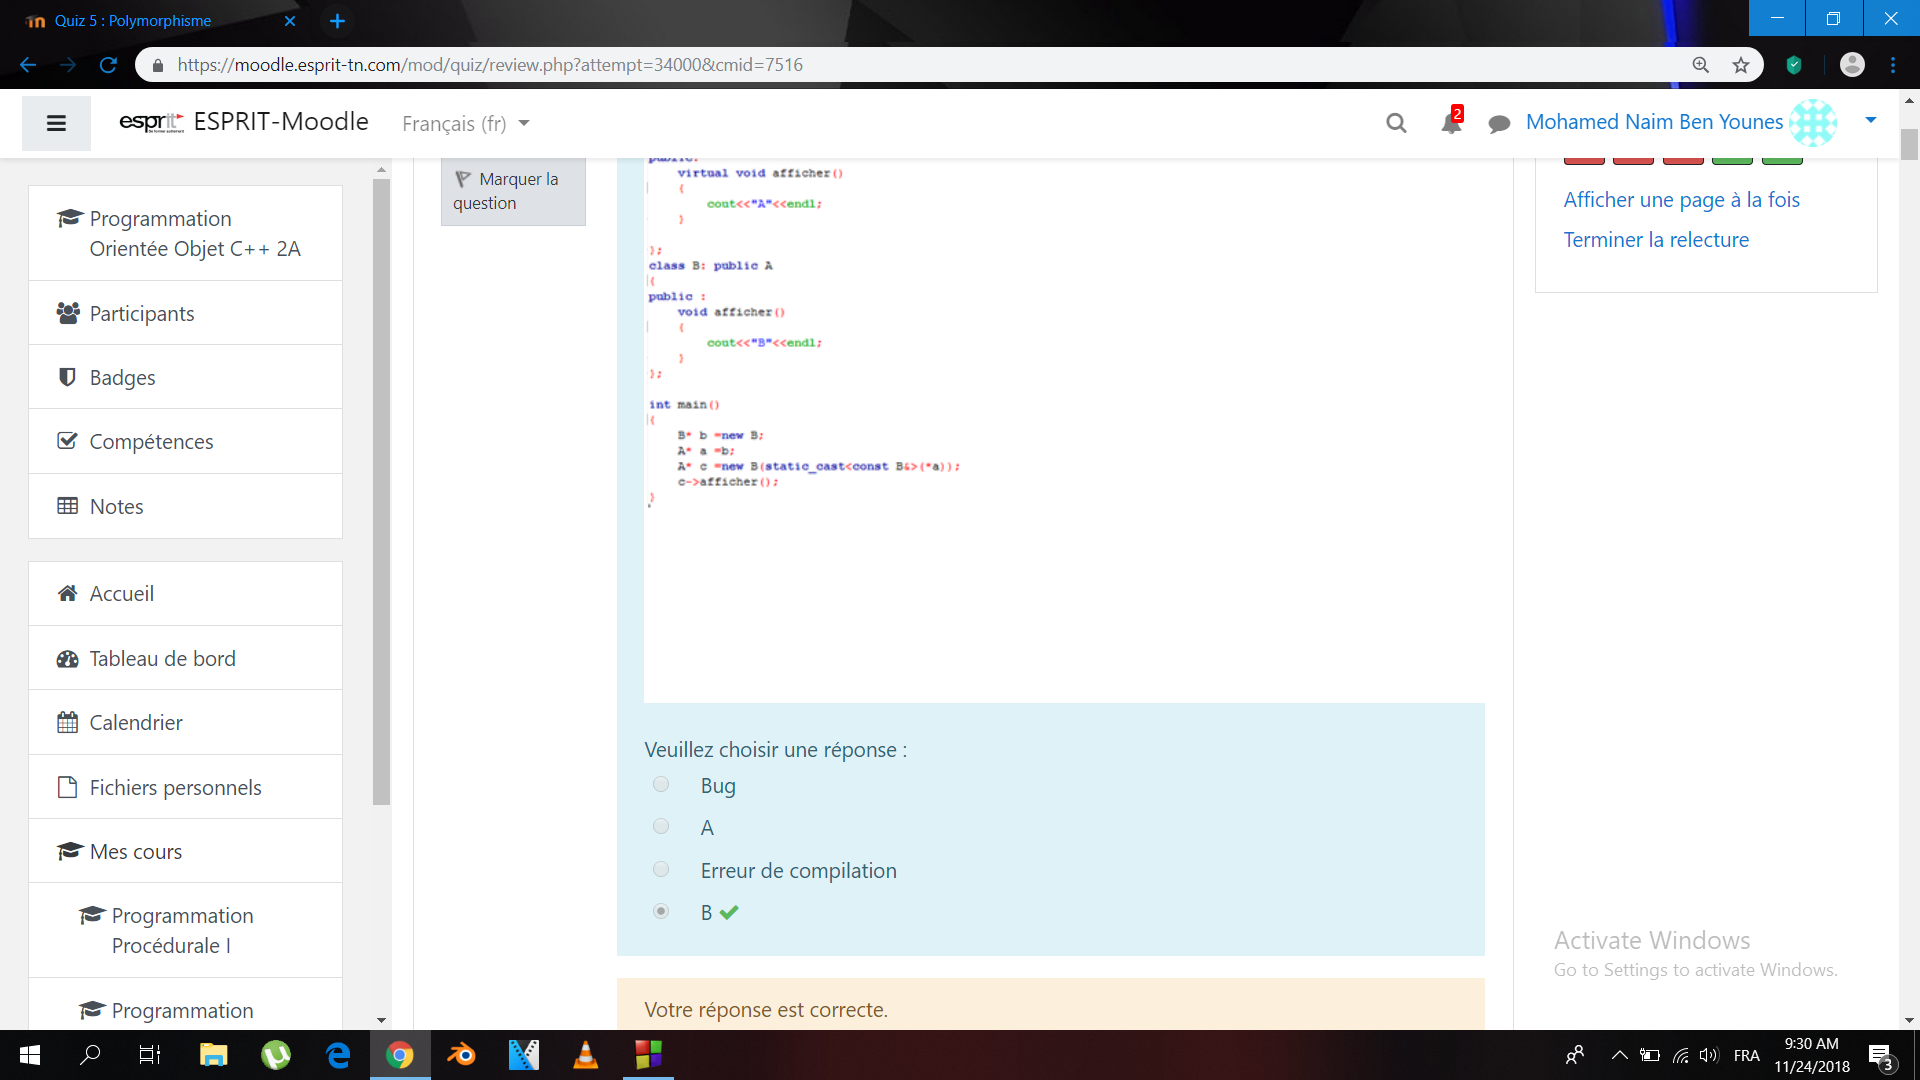 Quiz 5 : Polymorphisme
https://moodle.esprit-tn.com/mod/quiz/review.php?attempt=34000&cmid=7516
esprit ESPRIT-Moodle Français (fr) 2 Mohamed Naim Ben Younes
Programmation
Orientée Objet C++ 2A
Participants
Badges
Compétences
Notes
Accueil
Tableau de bord
Calendrier
Fichiers personnels
Mes cours
Programmation
Procédurale I
Programmation
Marquer la
question
public:
virtual void afficher()
{
cout<<"A"<<endl;
}
};
class B: public A
{
public :
void afficher()
{
cout<<"B"<<endl;
}
};
int main()
{
B* b =new B;
A* a =b;
A* c =new B(static_cast<const B&>(*a));
c->afficher();
}
Veuillez choisir une réponse :
Bug
A
Erreur de compilation
B
Votre réponse est correcte.
Afficher une page à la fois
Terminer la relecture
Activate Windows
Go to Settings to activate Windows.
FRA
9:30 AM
11/24/2018
3